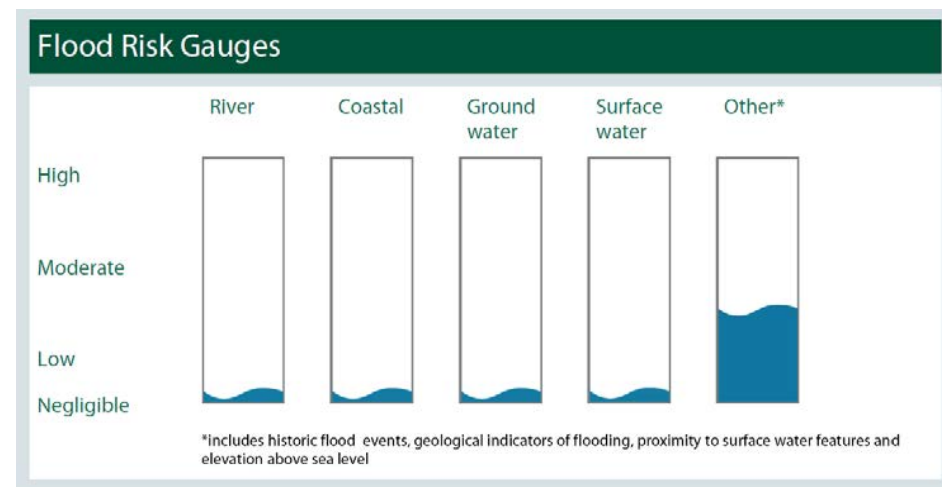 Flood Risk Gauges
River
Coastal
Ground
water
Surface
water
Other*
High
Moderate
Low
Negligible
*includes historic flood events, geological indicators of flooding, proximity to surface water features and
elevation above sea level